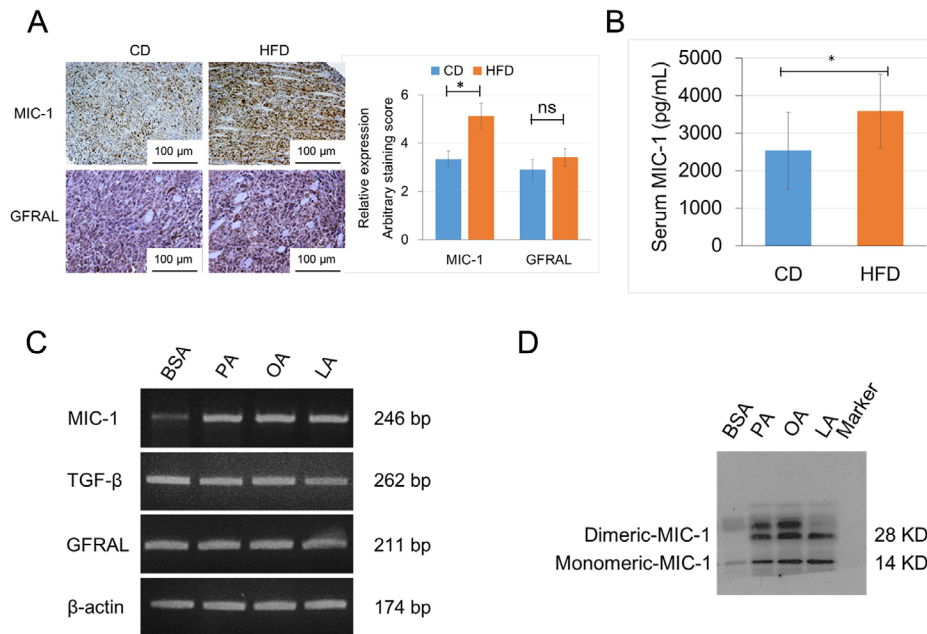 A
CD HFD
MIC-1
100 µm 100 µm
GFRAL
100 µm 100 µm
CD HFD
Relative expression
Arbitrary staining score
6
4
2
0
* ns
MIC-1 GFRAL
B
Serum MIC-1 (pg/mL)
5000
4000
3000
2000
1000
0
*
CD HFD
C
BSA PA OA LA
MIC-1 246 bp
TGF-β 262 bp
GFRAL 211 bp
β-actin 174 bp
D
BSA PA OA LA Marker
Dimeric-MIC-1 28 KD
Monomeric-MIC-1 14 KD